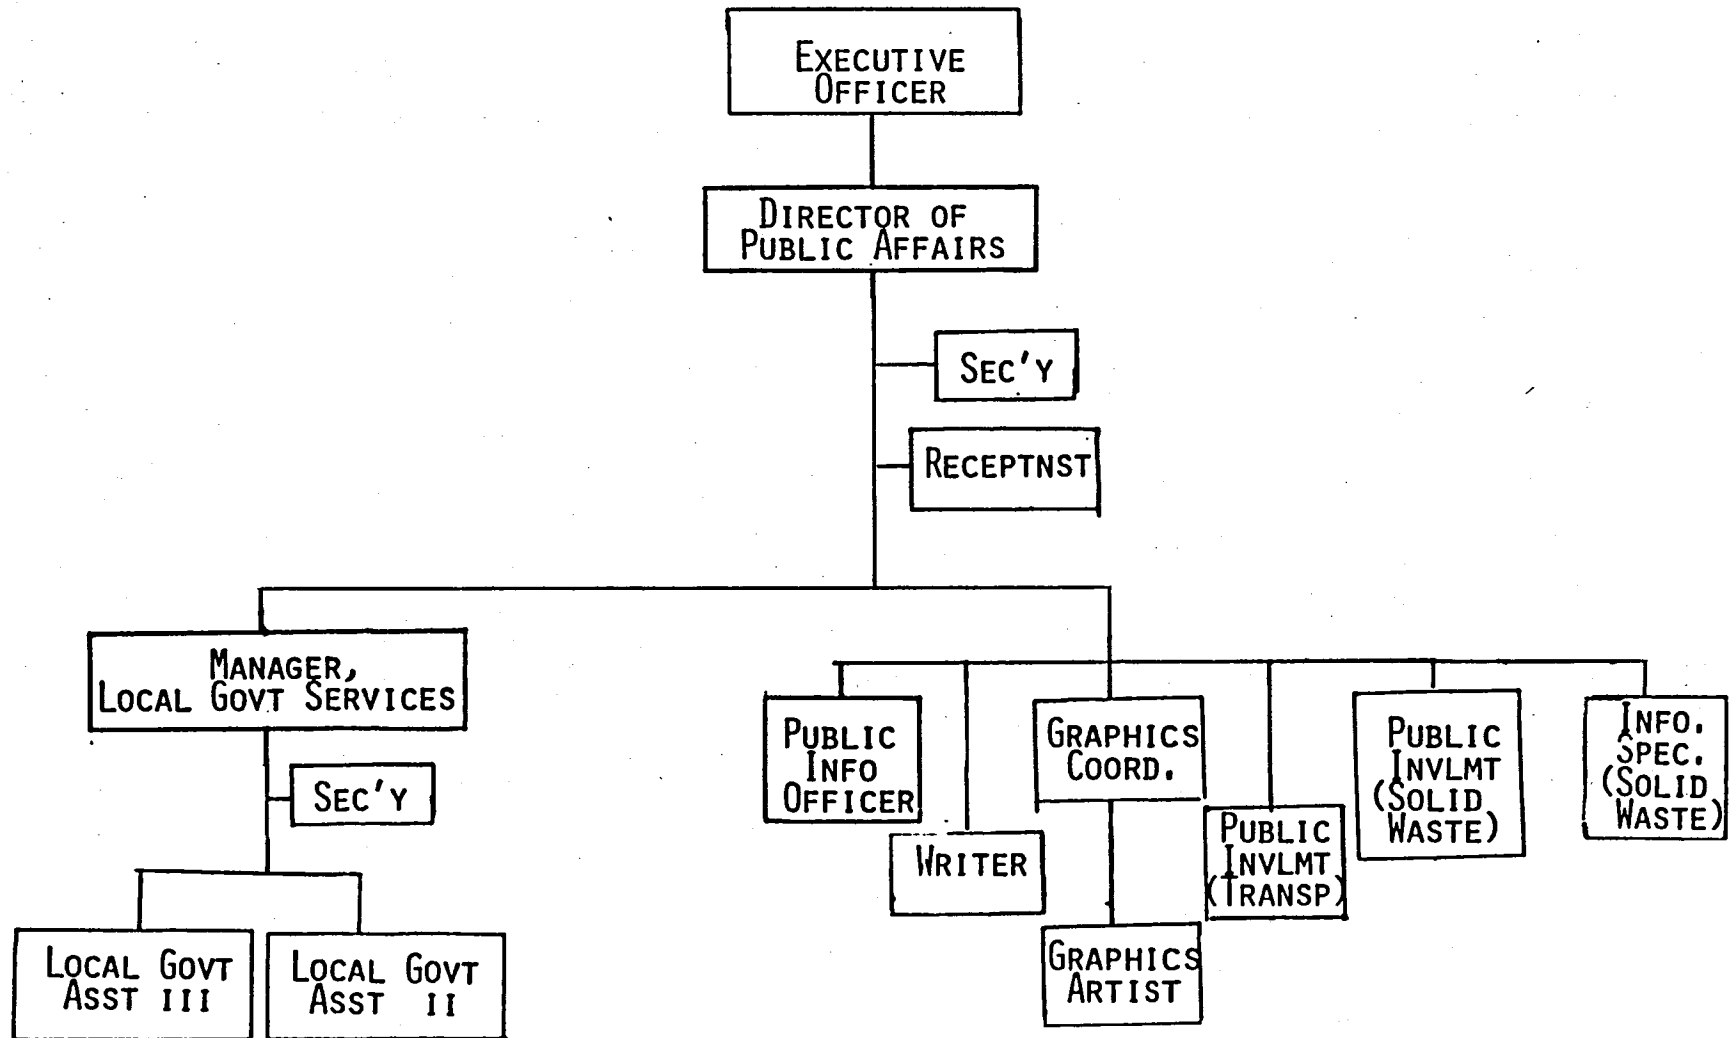 EXECUTIVE
OFFICER
DIRECTOR OF
PUBLIC AFFAIRS
SEC'Y
RECEPTNST
MANAGER,
LOCAL GOVT SERVICES
SEC'Y
LOCAL GOVT
ASST III
LOCAL GOVT
ASST II
PUBLIC
INFO
OFFICER
WRITER
GRAPHICS
COORD.
GRAPHICS
ARTIST
PUBLIC
INVLMT
(TRANSP)
PUBLIC
INVLMT
(SOLID
WASTE)
INFO.
SPEC.
(SOLID
WASTE)